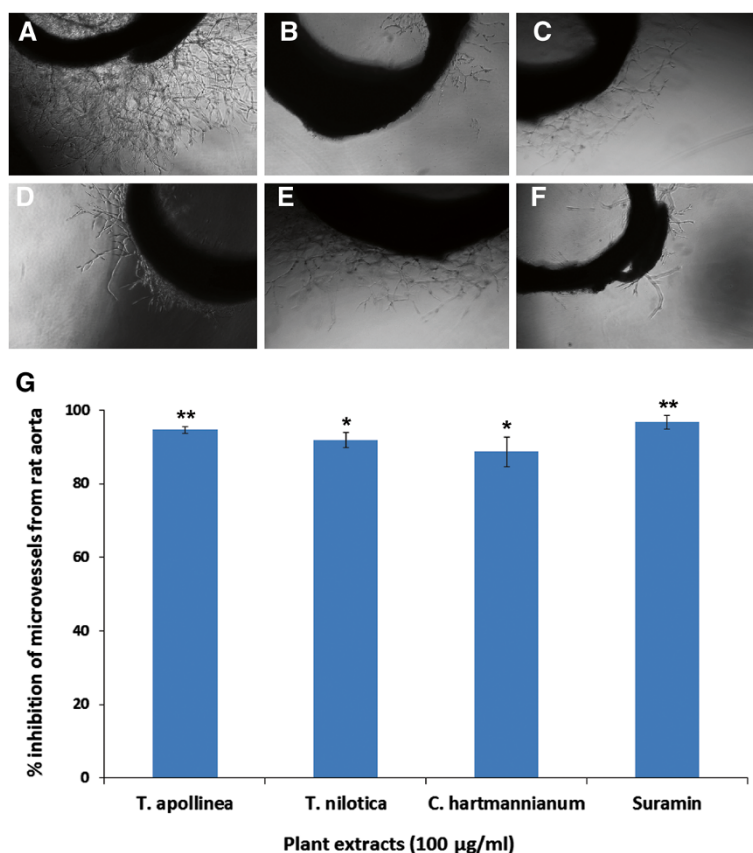 A
B
C
D
E
F
G
% inhibition of microvessels from rat aorta
100
80
60
40
20
0
** * * **
T. apollinea T. nilotica C. hartmannianum Suramin
Plant extracts (100 µg/ml)